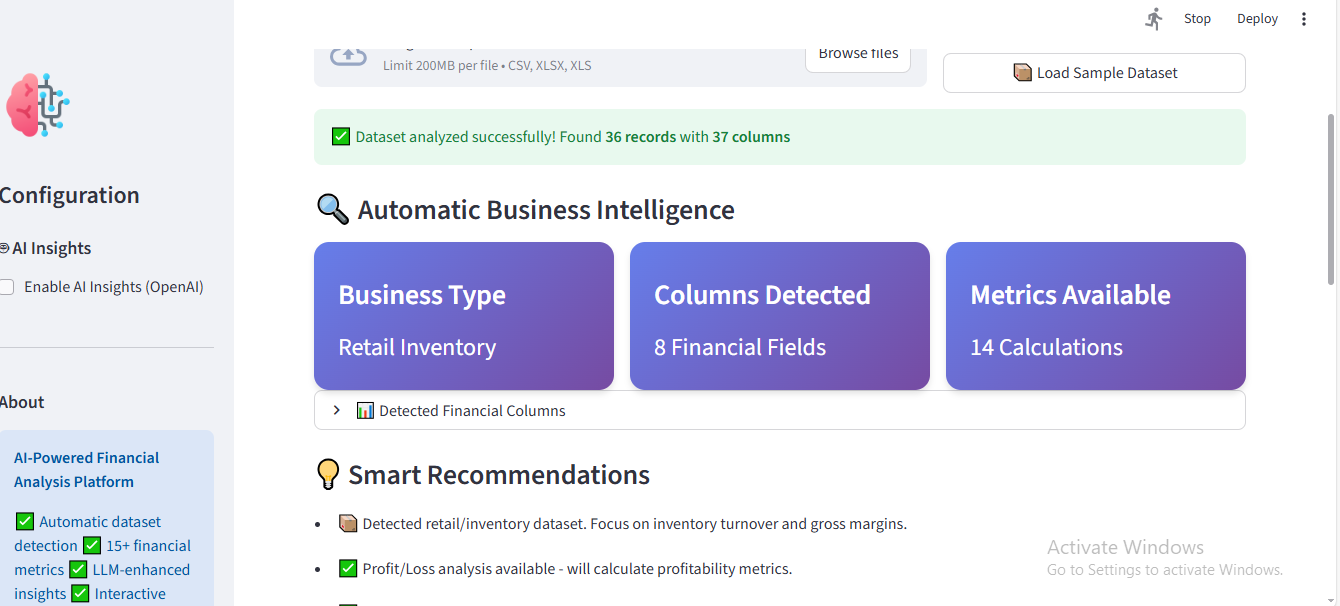 Stop
Deploy
Limit 200MB per file • CSV, XLSX, XLS
Browse files
📦 Load Sample Dataset
✅ Dataset analyzed successfully! Found 36 records with 37 columns
Configuration
AI Insights
Enable AI Insights (OpenAI)
About
AI-Powered Financial
Analysis Platform
✅ Automatic dataset
detection ✅ 15+ financial
metrics ✅ LLM-enhanced
insights ✅ Interactive
🔍 Automatic Business Intelligence
Business Type
Retail Inventory
Columns Detected
8 Financial Fields
Metrics Available
14 Calculations
📊 Detected Financial Columns
💡 Smart Recommendations
• 📦 Detected retail/inventory dataset. Focus on inventory turnover and gross margins.
• ✅ Profit/Loss analysis available - will calculate profitability metrics.
Activate Windows
Go to Settings to activate Windows.